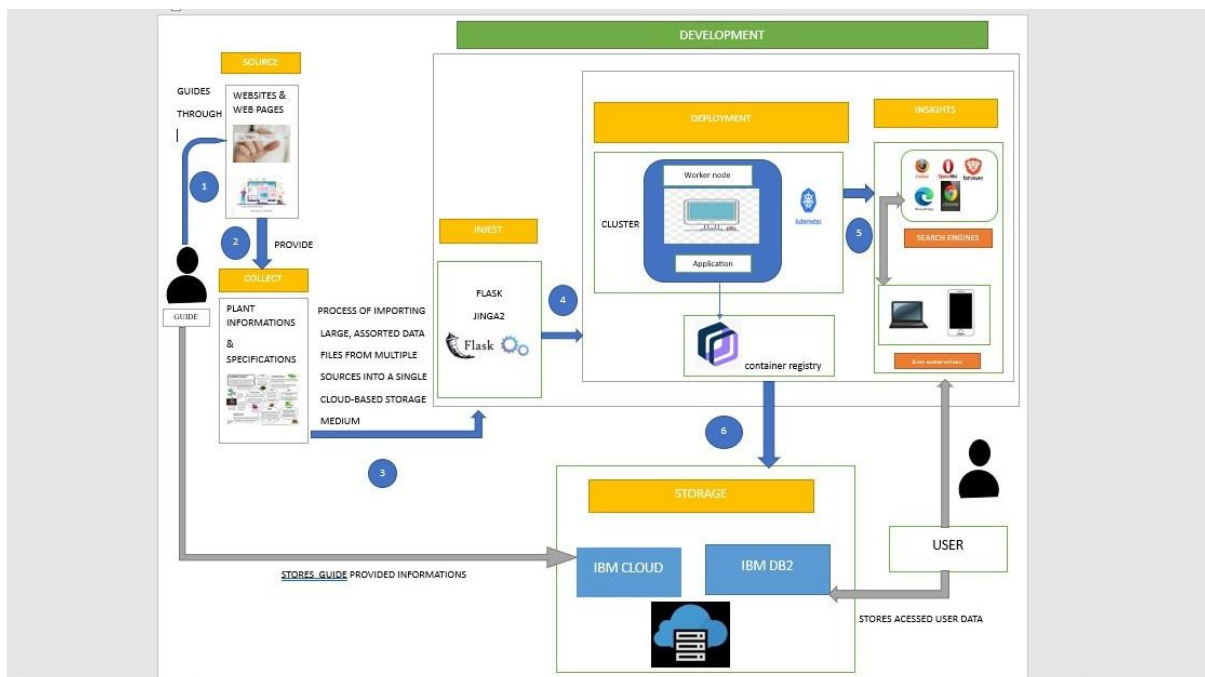 DEVELOPMENT
SOURCE
GUIDES
THROUGH
WEBSITES &
WEB PAGES
1
2
PROVIDE
COLLECT
GUIDE
PLANT
INFORMATIONS
&
SPECIFICATIONS
PROCESS OF IMPORTING
LARGE, ASSORTED DATA
FILES FROM MULTIPLE
SOURCES INTO A SINGLE
CLOUD-BASED STORAGE
MEDIUM
3
INJEST
FLASK
JINGA2
Flask
4
DEPLOYMENT
Worker node
CLUSTER
Application
kubernetes
container registry
5
INSIGHTS
SEARCH ENGINES
6
STORAGE
IBM CLOUD
IBM DB2
USER
STORES GUIDE PROVIDED INFORMATIONS
STORES ACESSED USER DATA